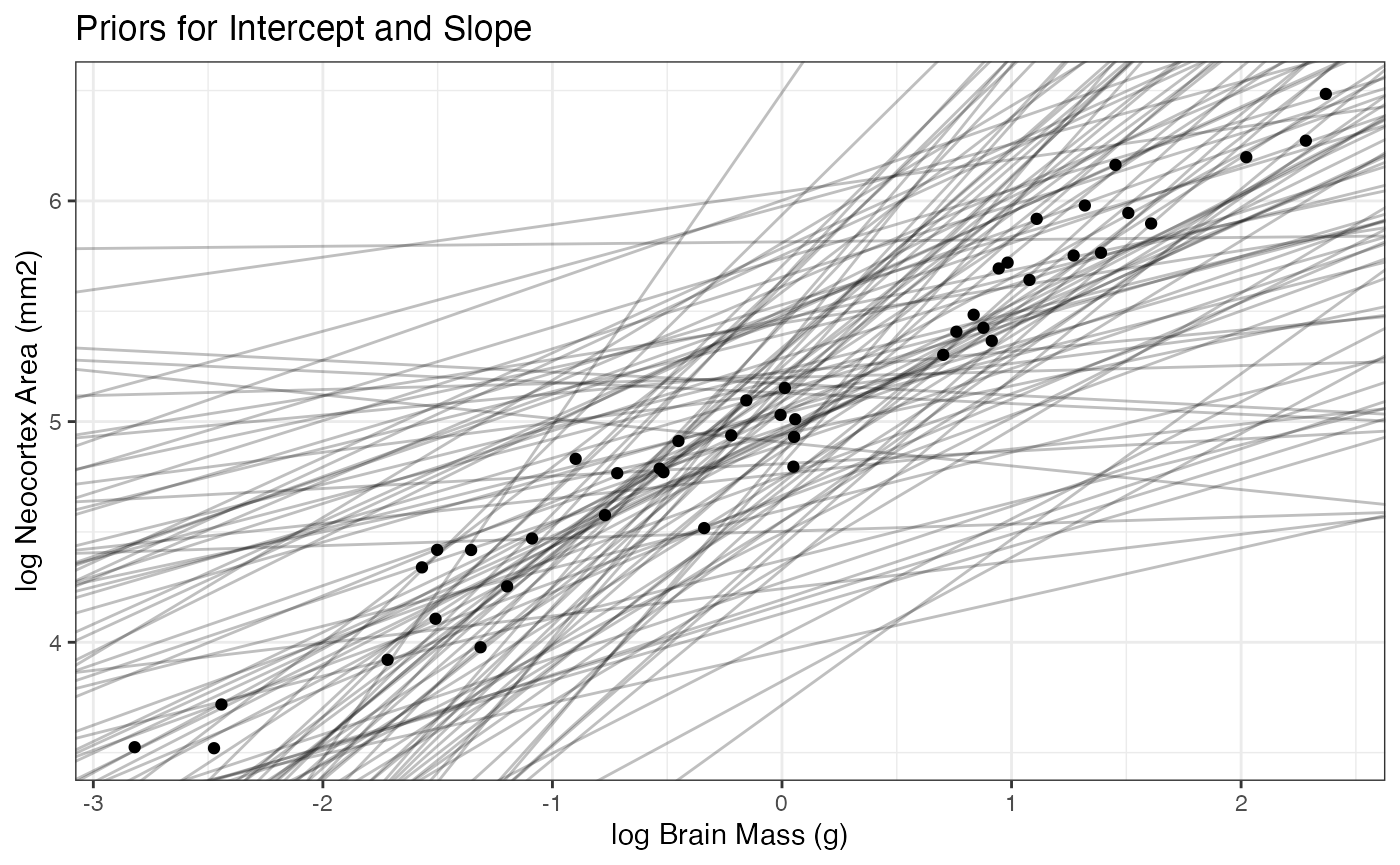 Priors for Intercept and Slope
log Neocortex Area (mm2)
6
5
4
-3 -2 -1 0 1 2
log Brain Mass (g)